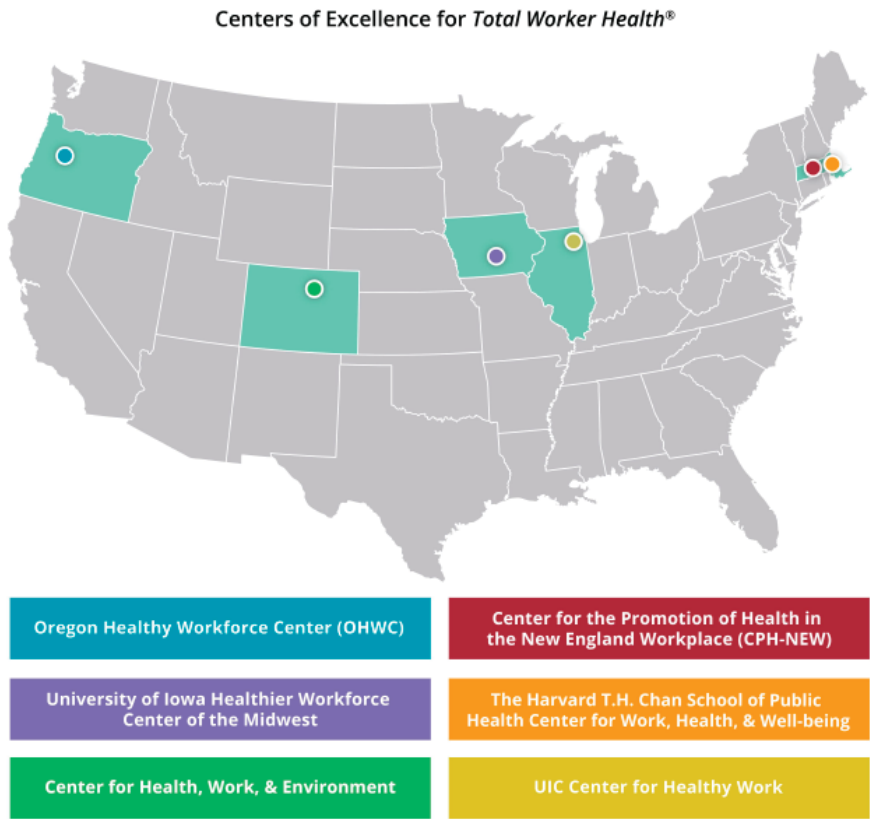 Centers of Excellence for Total Worker Health®
Oregon Healthy Workforce Center (OHWC)
Center for the Promotion of Health in
the New England Workplace (CPH-NEW)
University of Iowa Healthier Workforce
Center of the Midwest
The Harvard T.H. Chan School of Public
Health Center for Work, Health, & Well-being
Center for Health, Work, & Environment
UIC Center for Healthy Work